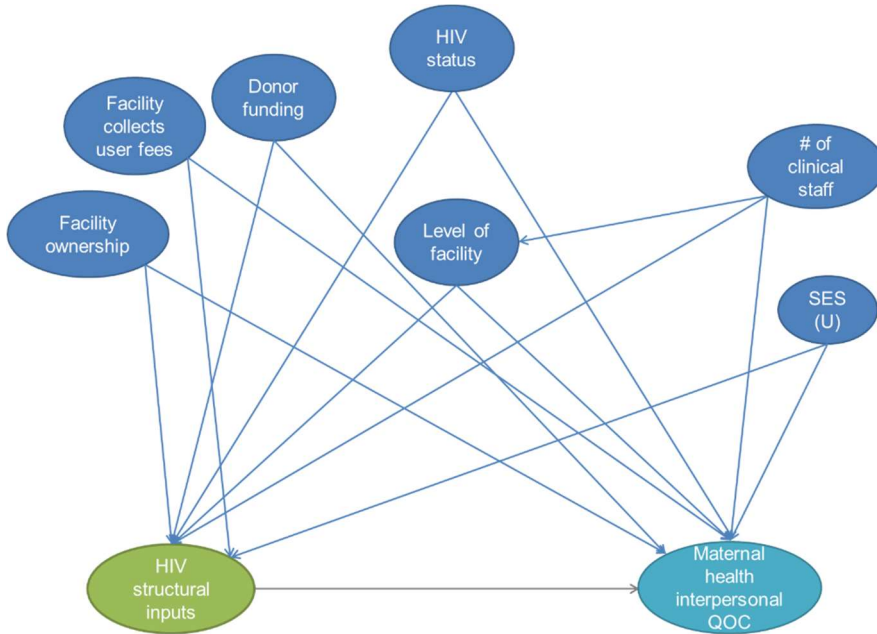 HIV
status
Donor
funding
Facility
collects
user fees
# of
clinical
staff
Facility
ownership
Level of
facility
SES
(U)
HIV
structural
inputs
Maternal
health
interpersonal
QOC